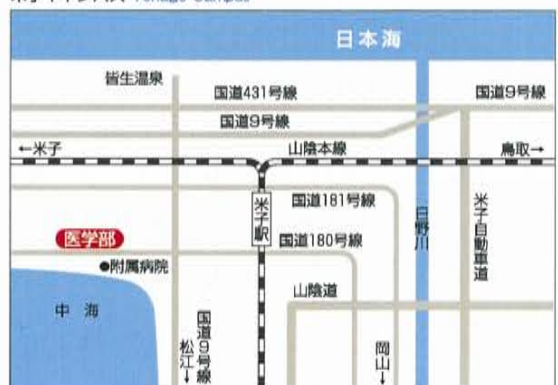 Yonago Campus
日本海
皆生温泉
国道431号線
国道9号線
国道9号線
←米子
山陰本線
鳥取→
米子駅
国道181号線
日野川
米子自動車道
医学部
国道180号線
●附属病院
山陰道
中 海
国道9号線
松江→
岡山→